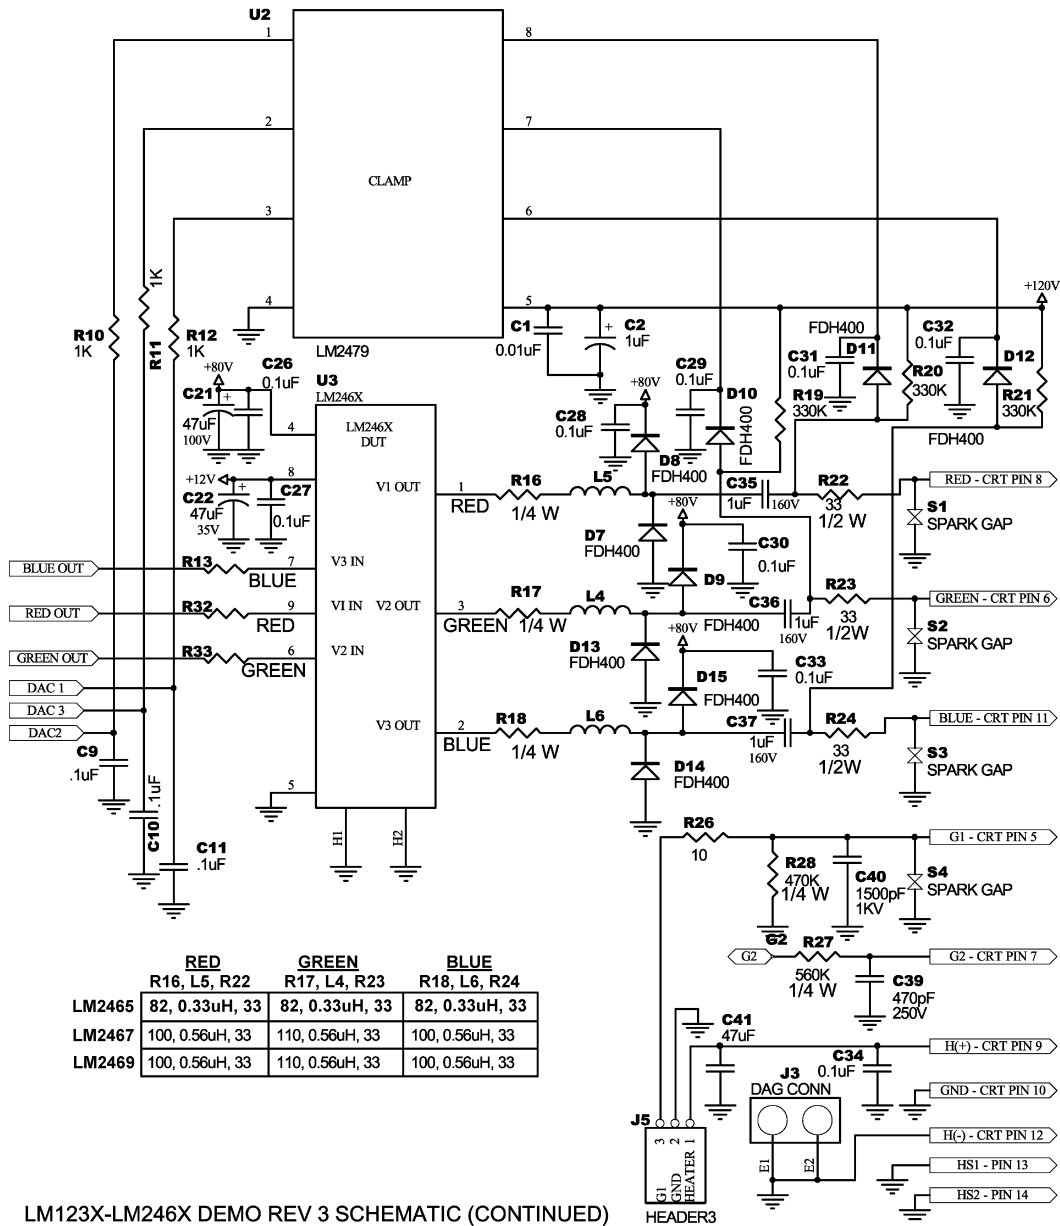 U2
1
8
2
7
CLAMP
3
6
4
5
+120V
LM2479
R10
1K
R11
1K
R12
1K
C26
0.1uF
U3
LM246X
+80V
C21
47uF
100V
LM246X
DUT
4
C1
0.01uF
C2
1uF
+80V
C28
0.1uF
C29
0.1uF
D10
FDH400
R19
330K
FDH400
C31
0.1uF
D11
R20
330K
C32
0.1uF
D12
FDH400
R21
330K
D8
FDH400
+12V
C22
47uF
35V
C27
0.1uF
8
V1 OUT
1
RED
R16
1/4 W
L5
C35
1uF
160V
R22
33
1/2 W
RED - CRT PIN 8
S1
SPARK GAP
D7
FDH400
+80V
C30
0.1uF
D9
FDH400
BLUE OUT
R13
7
BLUE
V3 IN
RED OUT
R32
9
RED
VI IN
V2 OUT
3
GREEN
R17
1/4 W
L4
C36
1uF
160V
R23
33
1/2W
GREEN - CRT PIN 6
S2
SPARK GAP
GREEN OUT
R33
6
GREEN
V2 IN
D13
FDH400
+80V
C33
0.1uF
D15
FDH400
DAC 1
DAC 3
DAC2
V3 OUT
2
BLUE
R18
1/4 W
L6
C37
1uF
160V
R24
33
1/2W
BLUE - CRT PIN 11
S3
SPARK GAP
D14
FDH400
C9
.1uF
C10
.1uF
C11
.1uF
5
H1
H2
R26
10
G1 - CRT PIN 5
R28
470K
1/4 W
C40
1500pF
1KV
S4
SPARK GAP
G2
G2
R27
560K
1/4 W
G2 - CRT PIN 7
C39
470pF
250V
RED
GREEN
BLUE
R16, L5, R22
R17, L4, R23
R18, L6, R24
LM2465
82, 0.33uH, 33
82, 0.33uH, 33
82, 0.33uH, 33
LM2467
100, 0.56uH, 33
110, 0.56uH, 33
100, 0.56uH, 33
LM2469
100, 0.56uH, 33
110, 0.56uH, 33
100, 0.56uH, 33
C41
47uF
H(+) - CRT PIN 9
C34
0.1uF
J3
DAG CONN
GND - CRT PIN 10
J5
3
2
1
G1
GND
HEATER
HEADER3
E1
E2
H(-) - CRT PIN 12
HS1 - PIN 13
HS2 - PIN 14
LM123X-LM246X DEMO REV 3 SCHEMATIC (CONTINUED)